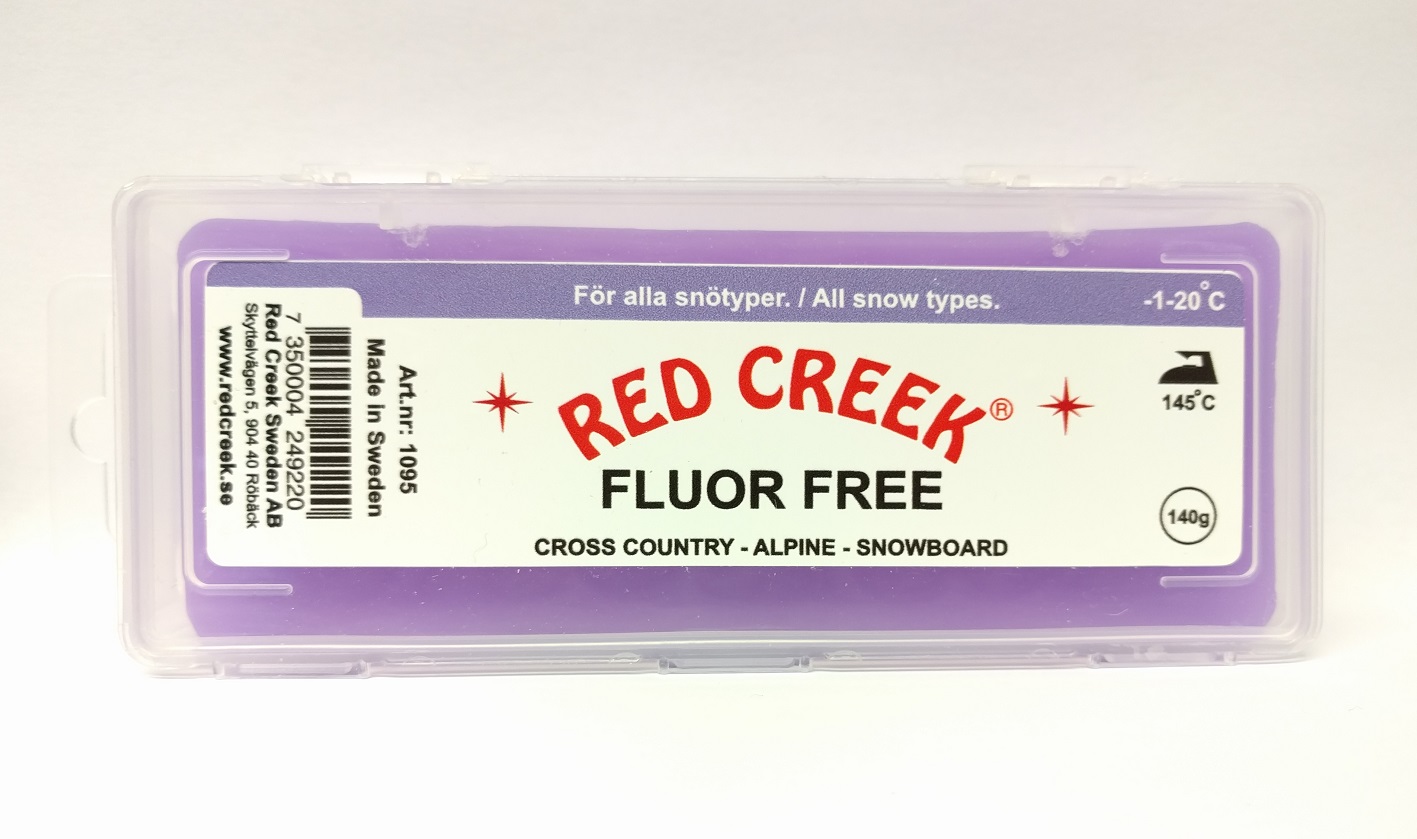 För alla snötyper. / All snow types.
-1-20°C
RED CREEK®
FLUOR FREE
CROSS COUNTRY - ALPINE - SNOWBOARD
145°C
140g
Art.nr: 1095
Made in Sweden
7 350004 249220
Red Creek Sweden AB
Skyttelvägen 5, 904 40 Röbäck
www.redcreek.se